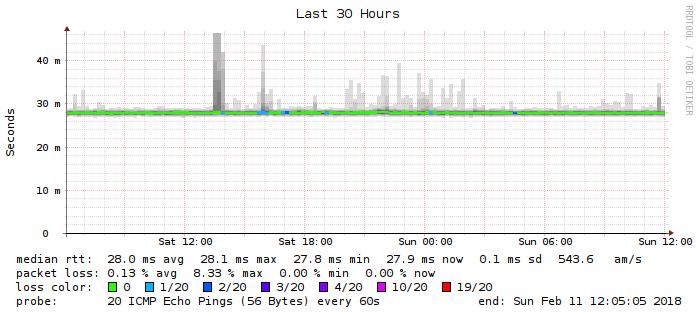 Last 30 Hours
RRDTOOL / TOBI OETIKER
Seconds
40 m
30 m
20 m
10 m
0
Sat 12:00 Sat 18:00 Sun 00:00 Sun 06:00 Sun 12:00
median rtt: 28.0 ms avg 28.1 ms max 27.8 ms min 27.9 ms now 0.1 ms sd 543.6 am/s
packet loss: 0.13 % avg 8.33 % max 0.00 % min 0.00 % now
loss color: 0 1/20 2/20 3/20 4/20 10/20 19/20
probe: 20 ICMP Echo Pings (56 Bytes) every 60s end: Sun Feb 11 12:05:05 2018